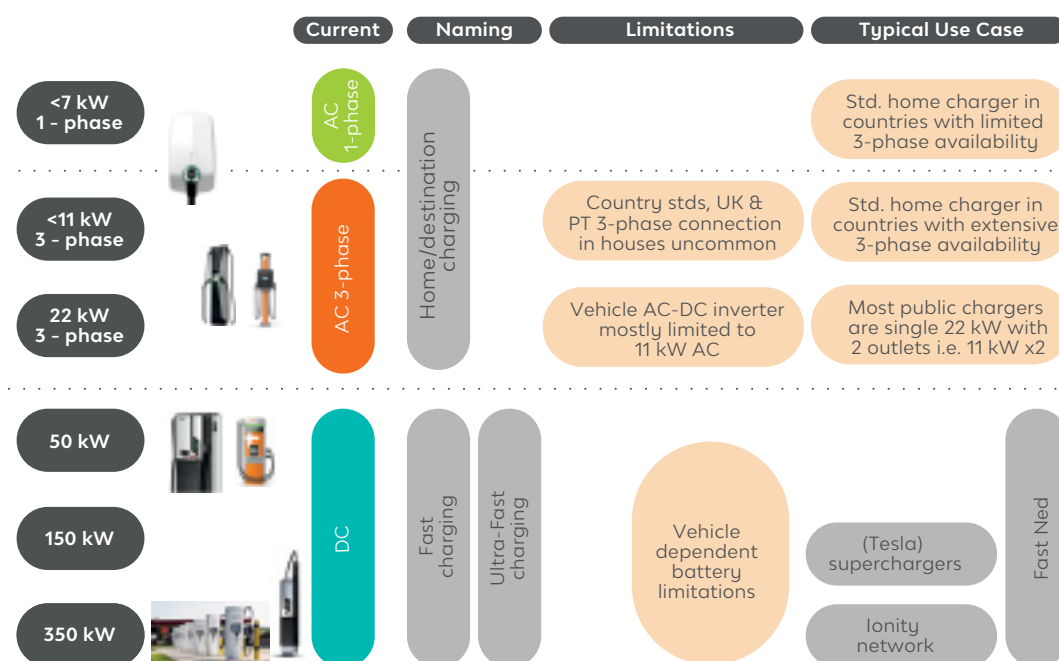 Current
Naming
Limitations
Typical Use Case
<7 kW
1 - phase
AC
1-phase
Home/destination
charging
Std. home charger in
countries with limited
3-phase availability
<11 kW
3 - phase
AC 3-phase
Country stds, UK &
PT 3-phase connection
in houses uncommon
Std. home charger in
countries with extensive
3-phase availability
22 kW
3 - phase
Vehicle AC-DC inverter
mostly limited to
11 kW AC
Most public chargers
are single 22 kW with
2 outlets i.e. 11 kW x2
50 kW
DC
Fast
charging
Ultra-Fast
charging
Vehicle
dependent
battery
limitations
Fast Ned
150 kW
(Tesla)
superchargers
350 kW
Ionity
network